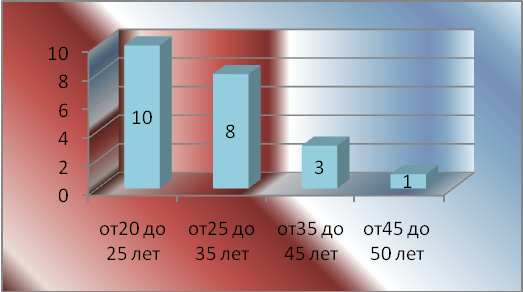 10
8
6
4
2
0
10
8
3
1
от20 до
25 лет
от25 до
35 лет
от35 до
45 лет
от45 до
50 лет